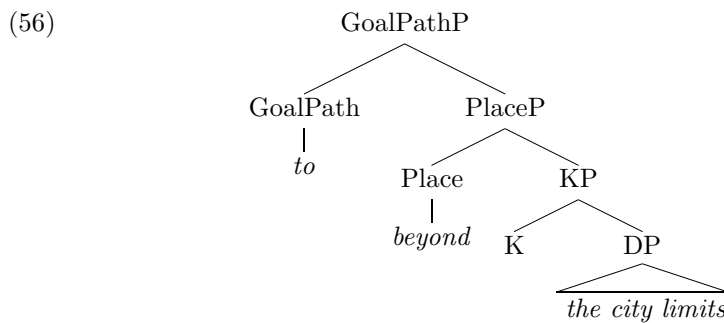 (56)
GoalPathP
GoalPath PlaceP
to
Place KP
beyond
K DP
the city limits